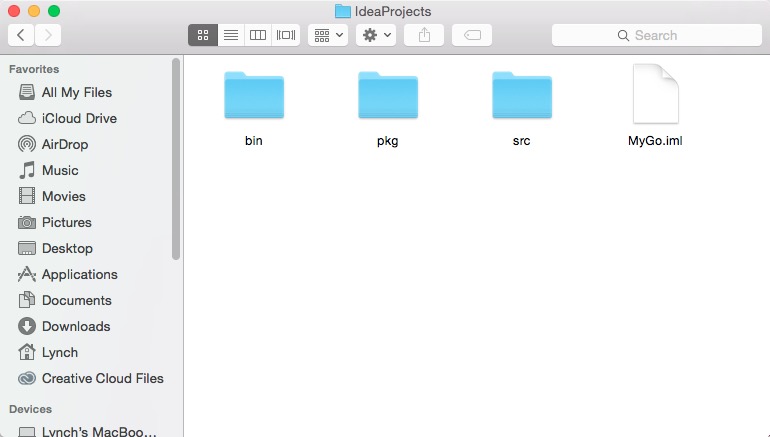 IdeaProjects
Search
Favorites
All My Files
iCloud Drive
AirDrop
Music
Movies
Pictures
Desktop
Applications
Documents
Downloads
Lynch
Creative Cloud Files
Devices
Lynch's MacBoo...
bin
pkg
src
MyGo.iml